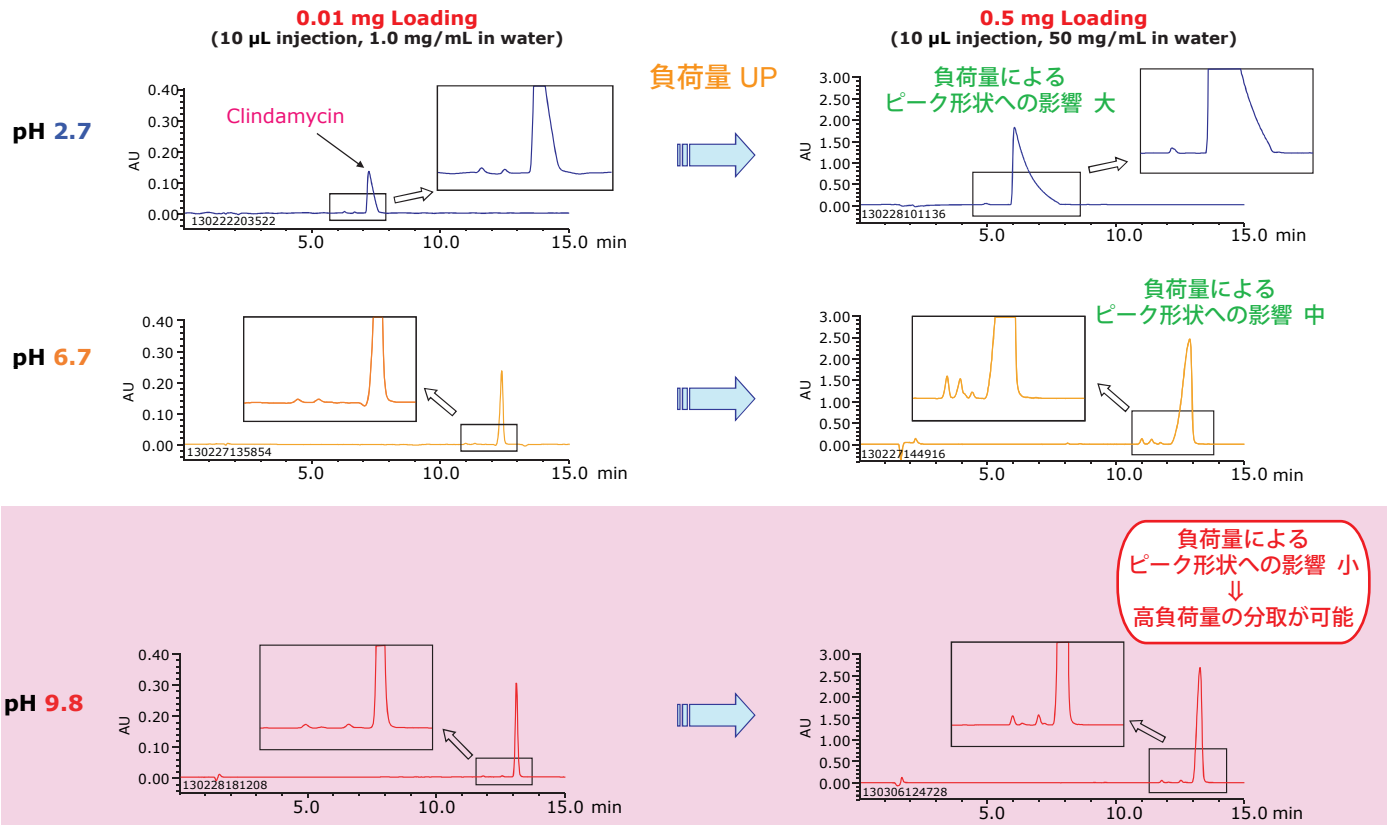 0.01 mg Loading
(10 µL injection, 1.0 mg/mL in water)
0.5 mg Loading
(10 µL injection, 50 mg/mL in water)
負荷量 UP
pH 2.7
0.40
0.30
0.20
0.10
0.00
AU
Clindamycin
130222203522
5.0
10.0
15.0 min
負荷量による
ピーク形状への影響 大
3.00
2.50
2.00
1.50
1.00
0.50
0.00
AU
130228101136
5.0
10.0
15.0 min
pH 6.7
0.40
0.30
0.20
0.10
0.00
AU
130227135854
5.0
10.0
15.0 min
負荷量による
ピーク形状への影響 中
3.00
2.50
2.00
1.50
1.00
0.50
0.00
AU
130227144916
5.0
10.0
15.0 min
pH 9.8
0.40
0.30
0.20
0.10
0.00
AU
130228181208
5.0
10.0
15.0 min
負荷量による
ピーク形状への影響 小
⇓
高負荷量の分取が可能
3.00
2.50
2.00
1.50
1.00
0.50
0.00
AU
130306124728
5.0
10.0
15.0 min